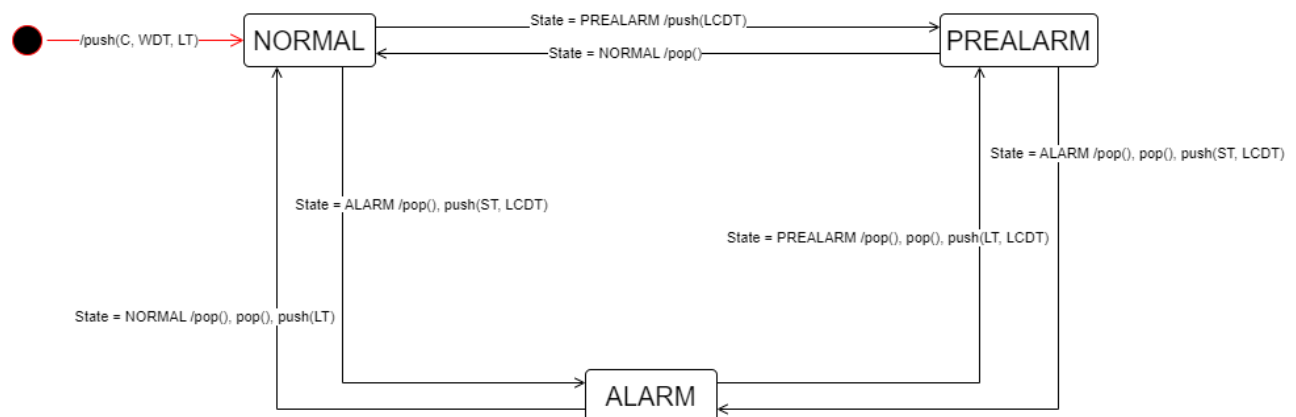 State = PREALARM /push(LCDT)
/push(C, WDT, LT)
NORMAL
PREALARM
State = NORMAL /pop()
State = ALARM /pop(), pop(), push(ST, LCDT)
State = ALARM /pop(), push(ST, LCDT)
State = PREALARM /pop(), pop(), push(LT, LCDT)
State = NORMAL /pop(), pop(), push(LT)
ALARM